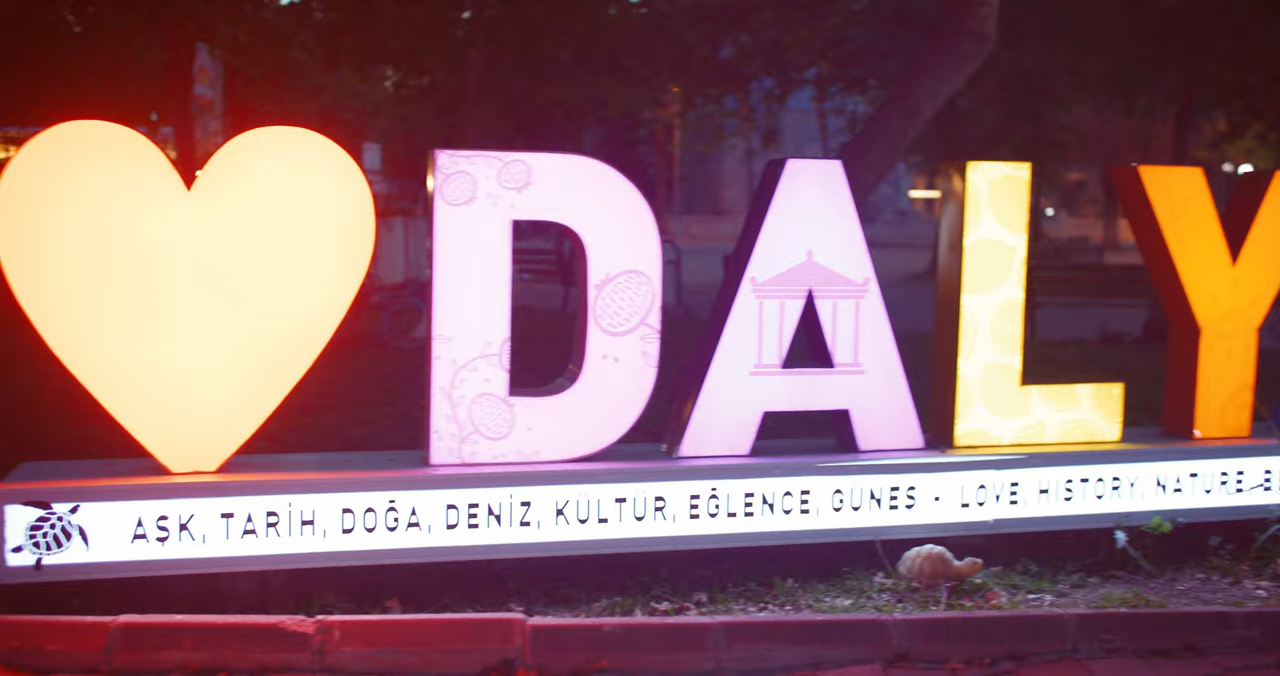 DALY
AŞK, TARİH, DOĞA, DENİZ, KÜLTÜR, EĞLENCE, GÜNEŞ - LOVE, HISTORY, NATURE,